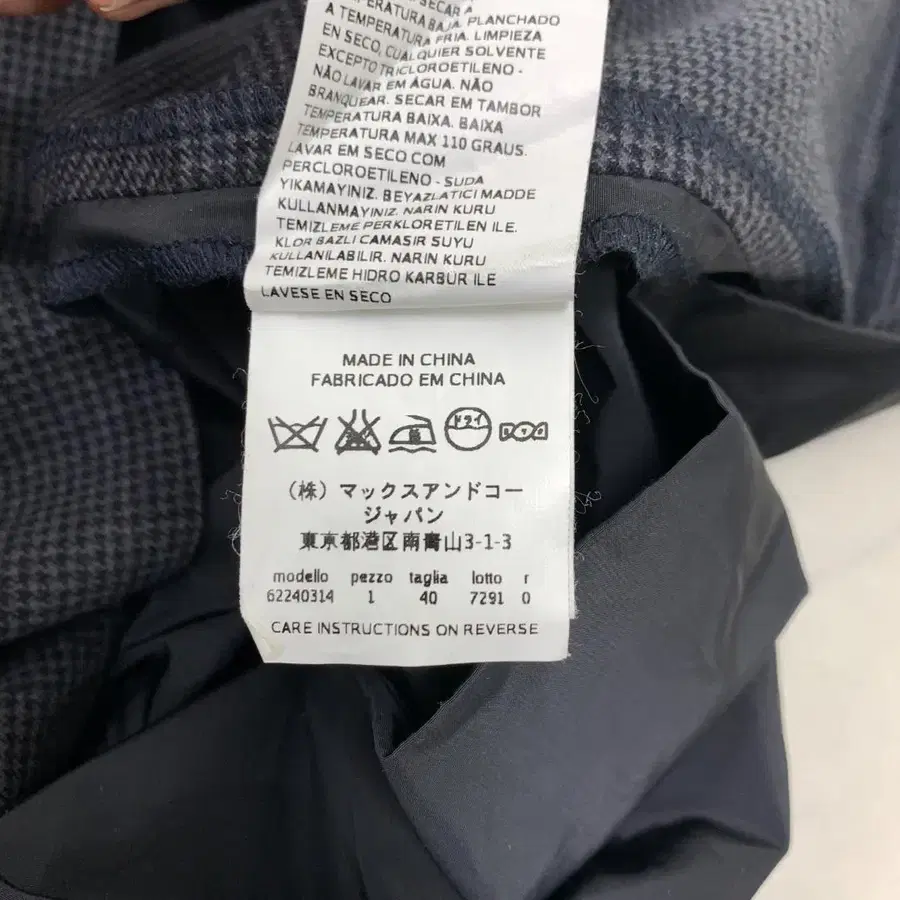 SECAR A
TEMPERATURA BAJA. PLANCHADO
A TEMPERATURA FRIA. LIMPIEZA
EN SECO, CUALQUIER SOLVENTE
EXCEPTO TRICLOROETILENO -
NÃO LAVAR EM ÁGUA. NÃO
BRANQUEAR. SECAR EM TAMBOR
TEMPERATURA BAIXA. BAIXA
TEMPERATURA MAX 110 GRAUS.
LAVAR EM SECO COM
PERCLOROETILENO - SUDA
YIKAMAYINIZ. BEYAZLATICI MADDE
KULLANMAYINIZ. NARIN KURU
TEMIZLEME PERKLORETILEN ILE.
KLOR BAZLI CAMASIR SUYU
KULLANILABILIR. NARIN KURU
TEMIZLEME HIDRO KARBÜR ILE
LAVESE EN SECO
MADE IN CHINA
FABRICADO EM CHINA
ドライ
(株) マックスアンドコー
ジャパン
東京都港区南青山3-1-3
modello pezzo taglia lotto r
62240314 1 40 7291 0
CARE INSTRUCTIONS ON REVERSE